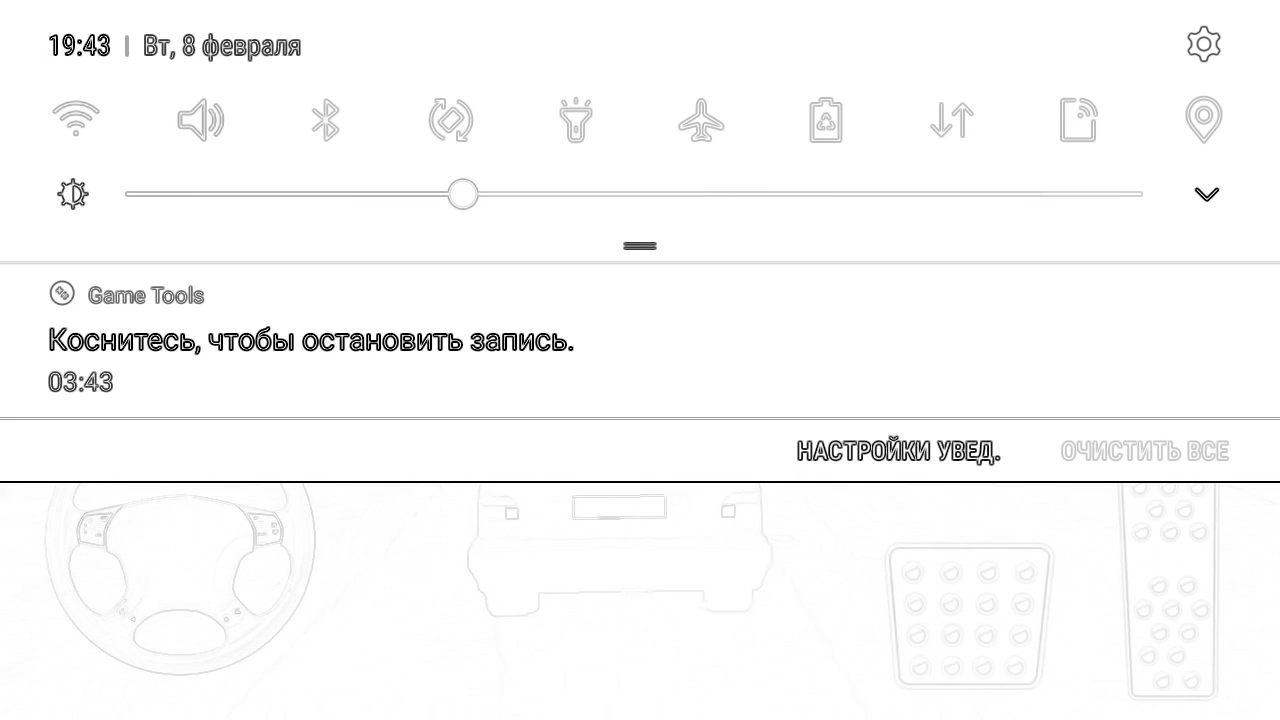 19:43 | Вт, 8 февраля
Game Tools
Коснитесь, чтобы остановить запись.
03:43
НАСТРОЙКИ УВЕД. ОЧИСТИТЬ ВСЕ